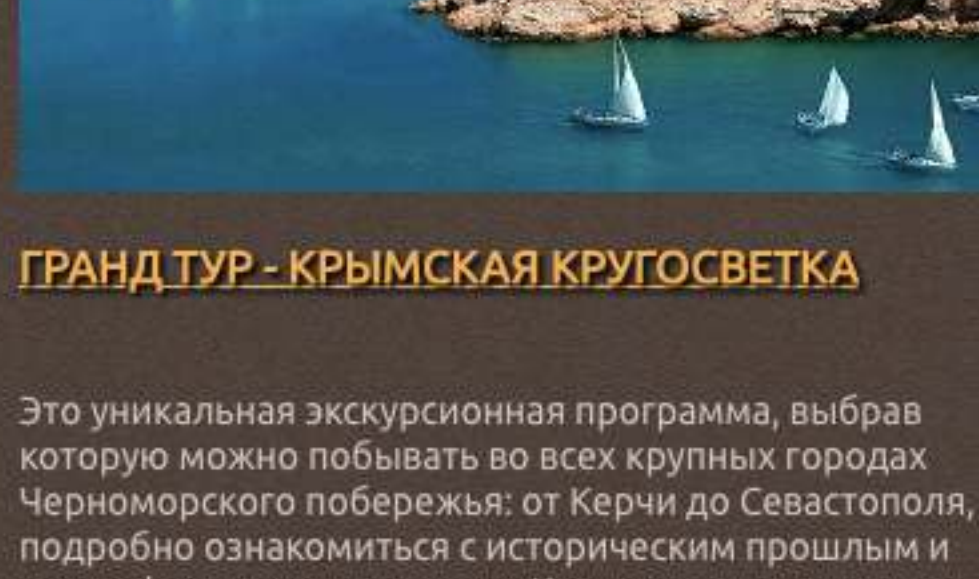 ГРАНД ТУР - КРЫМСКАЯ КРУГОСВЕТКА
Это уникальная экскурсионная программа, выбрав
которую можно побывать во всех крупных городах
Черноморского побережья: от Керчи до Севастополя,
подробно ознакомиться с историческим прошлым и